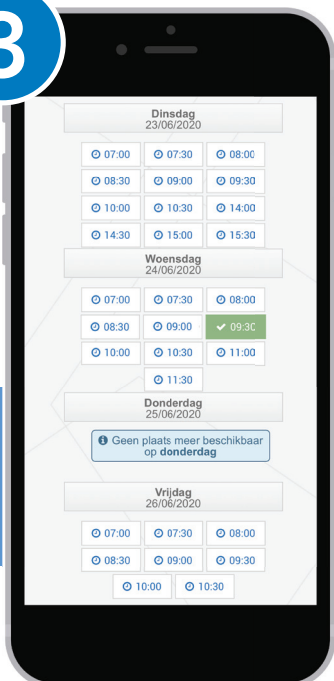 3
Dinsdag
23/06/2020
07:00 07:30 08:00
08:30 09:00 09:30
10:00 10:30 14:00
14:30 15:00 15:30
Woensdag
24/06/2020
07:00 07:30 08:00
08:30 09:00 09:30
10:00 10:30 11:00
11:30
Donderdag
25/06/2020
Geen plaats meer beschikbaar
op donderdag
Vrijdag
26/06/2020
07:00 07:30 08:00
08:30 09:00 09:30
10:00 10:30